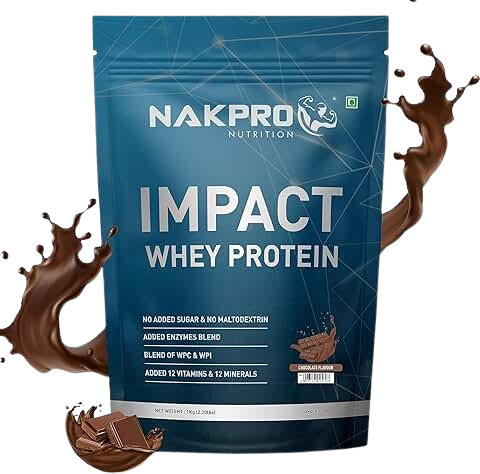 NAKPRO
NUTRITION
IMPACT
WHEY PROTEIN
NO ADDED SUGAR & NO MALTODEXTRIN
ADDED ENZYMES BLEND
BLEND OF WPC & WPI
ADDED 12 VITAMINS & 12 MINERALS
CHOCOLATE FLAVOUR
NET WEIGHT: 1Kg (2.20lbs)